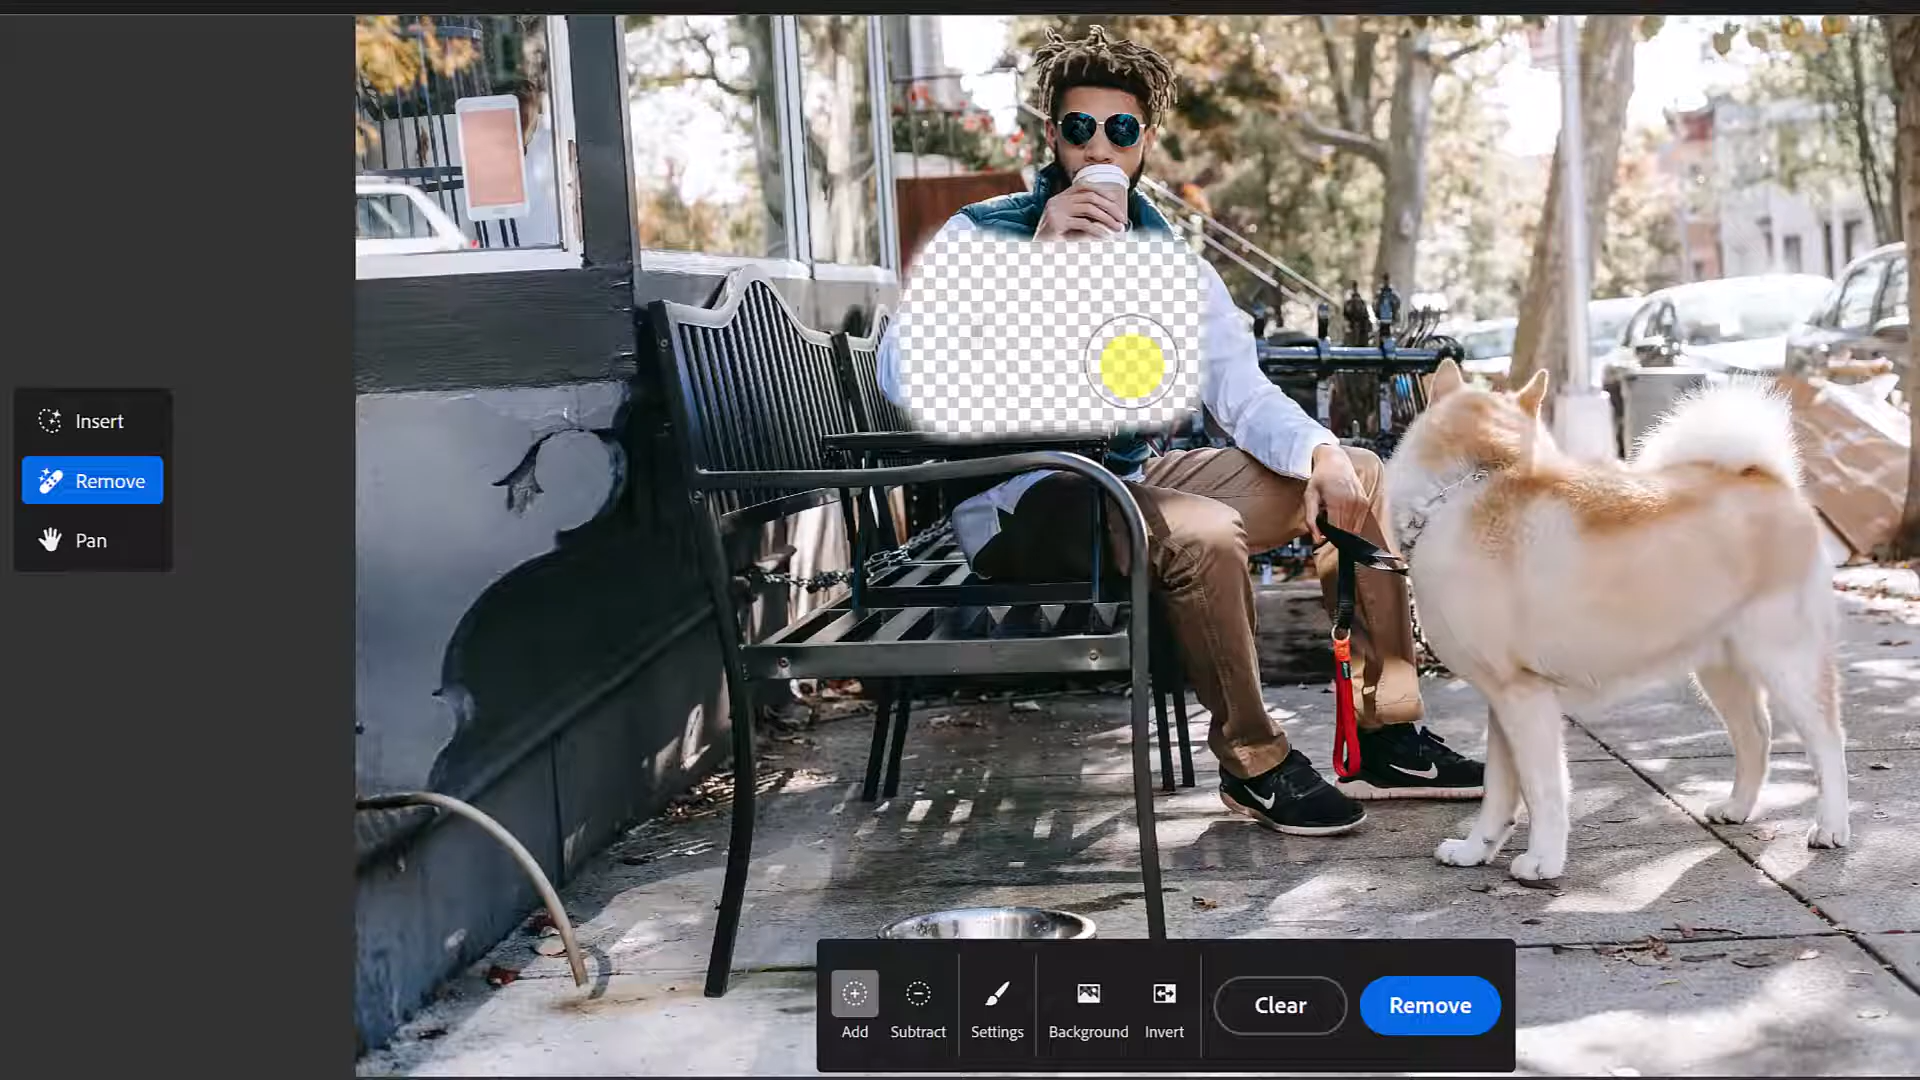 Insert
Remove
Pan
Add
Subtract
Settings
Background
Invert
Clear
Remove